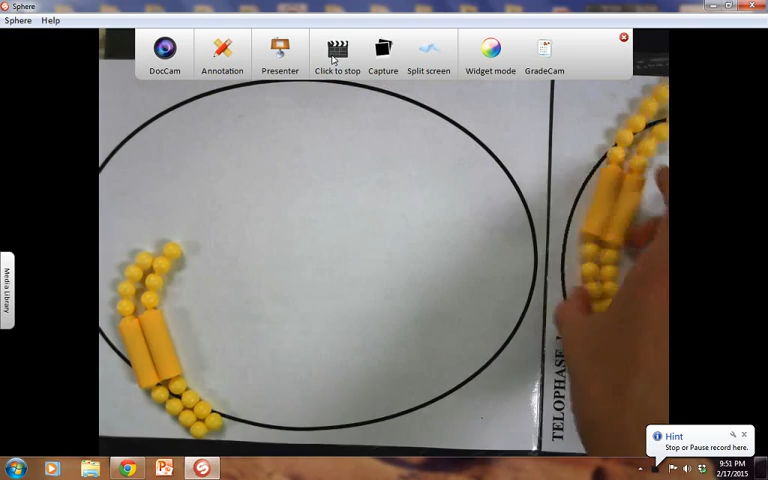 Sphere
Sphere Help
DocCam Annotation Presenter Click to stop Capture Split screen Widget mode GradeCam
Media Library
TELOPHASE
Hint
Stop or Pause record here.
9:51 PM
2/17/2015